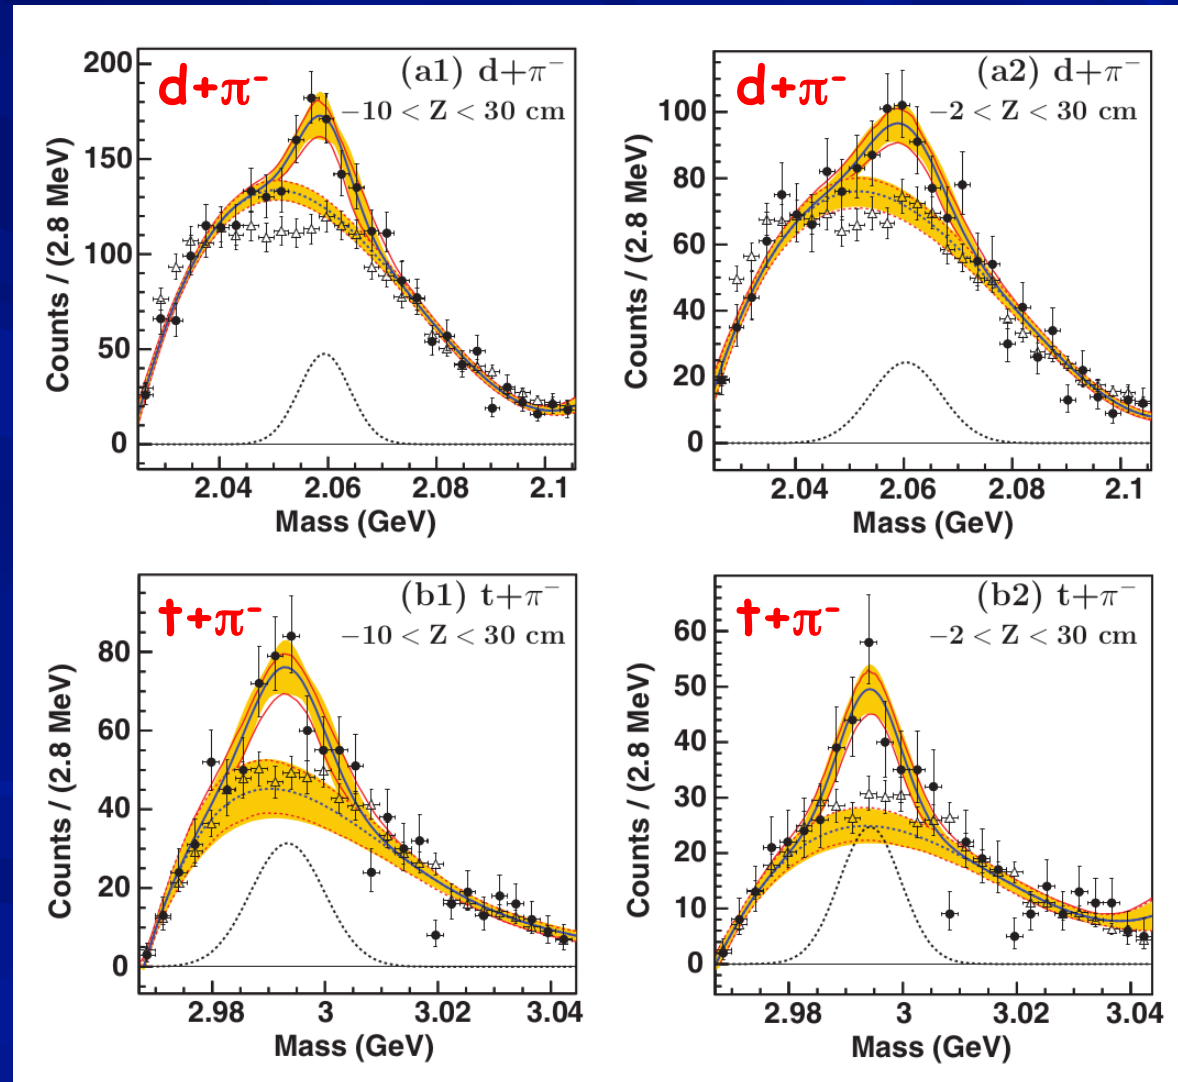 d+π⁻
(a1) d+π⁻
−10 < Z < 30 cm
Counts / (2.8 MeV)
200
150
100
50
0
2.04 2.06 2.08 2.1
Mass (GeV)
d+π⁻
(a2) d+π⁻
−2 < Z < 30 cm
Counts / (2.8 MeV)
100
80
60
40
20
0
2.04 2.06 2.08 2.1
Mass (GeV)
t+π⁻
(b1) t+π⁻
−10 < Z < 30 cm
Counts / (2.8 MeV)
80
60
40
20
0
2.98 3 3.02 3.04
Mass (GeV)
t+π⁻
(b2) t+π⁻
−2 < Z < 30 cm
Counts / (2.8 MeV)
60
50
40
30
20
10
0
2.98 3 3.02 3.04
Mass (GeV)